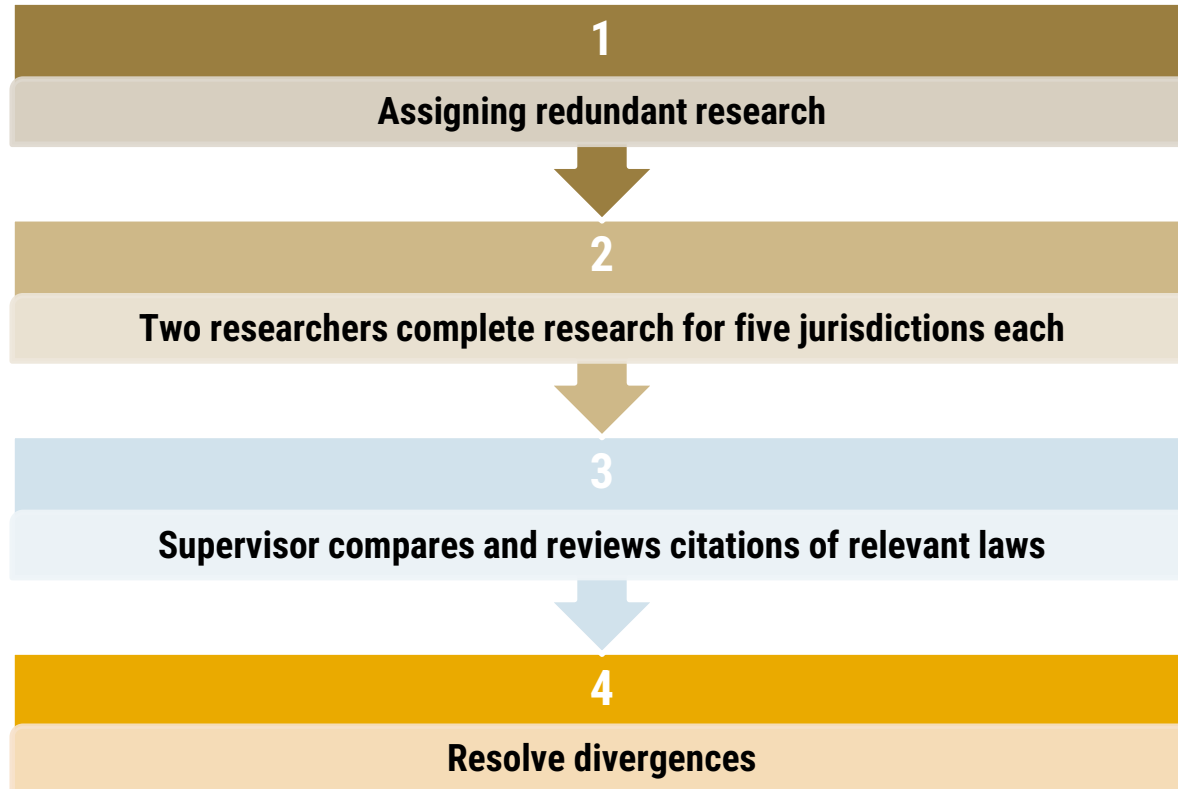 1
Assigning redundant research
2
Two researchers complete research for five jurisdictions each
3
Supervisor compares and reviews citations of relevant laws
4
Resolve divergences